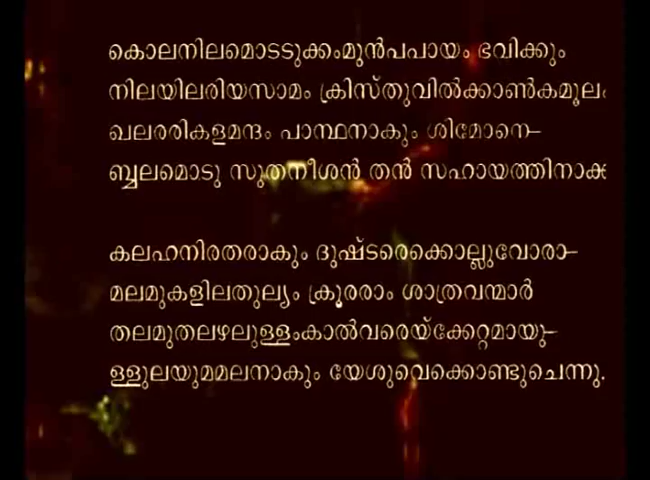 കൊലനിലമൊടടുക്കംമുൻപപായം ഭവിക്കും
നിലയിലരിയസാമം ക്രിസ്തുവിൽക്കാൺകമൂലം
ഖലരരികളമന്ദം പാന്ഥനാകും ശിമോനെ–
ബ്ബലമൊടു സുതനീശൻ തൻ സഹായത്തിനാക്കി
കലഹനിരതരാകും ദുഷ്ടരെക്കൊല്ലുവോരാ–
മലമുകളിലതുല്യം ക്രൂരരാം ശാത്രവന്മാർ
തലമുതലഴലുള്ളംകാൽവരെയ്ക്കേറ്റമായു–
ള്ളുലയുമമലനാകും യേശുവെക്കൊണ്ടുചെന്നു.